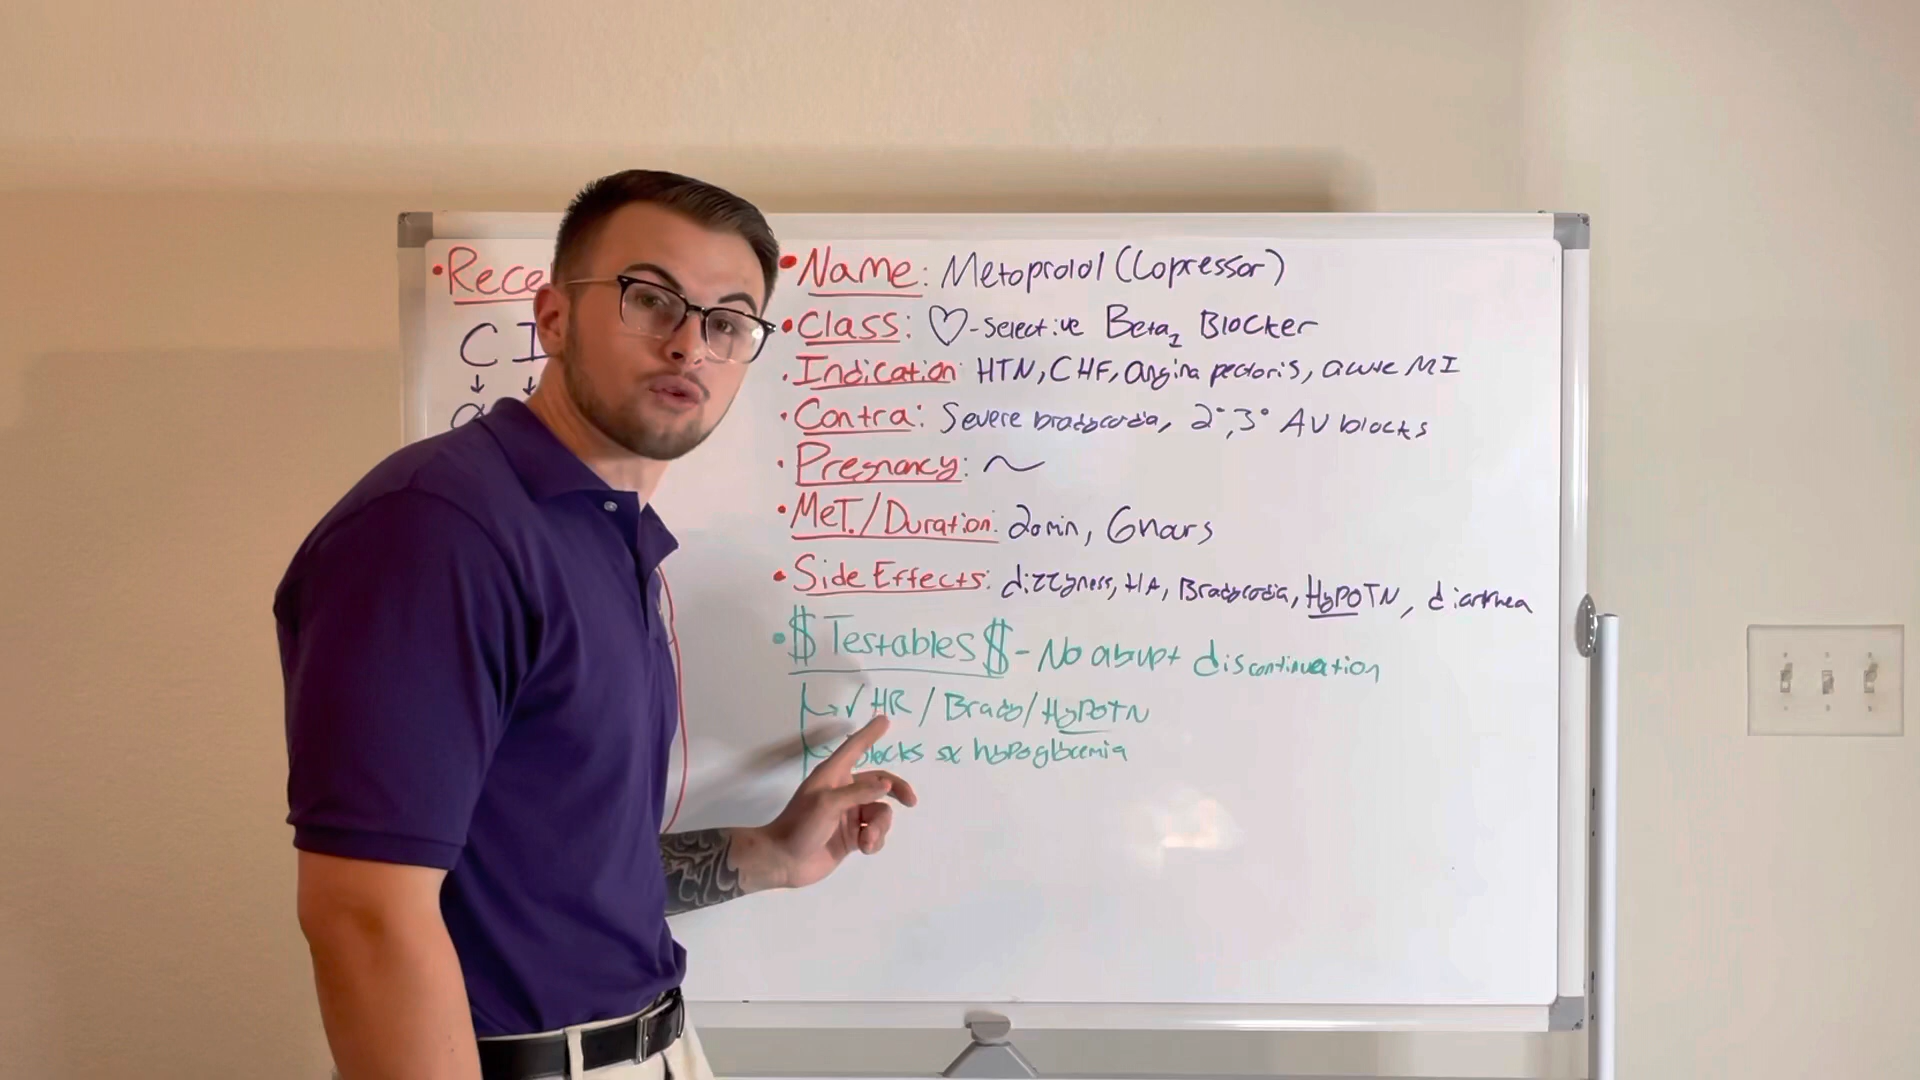 Rece
C I
• Name: Metoprolol (Lopressor)
• Class: ♡-Selective Beta₁ Blocker
• Indication HTN, CHF, angina pectoris, acute MI
• Contra: Severe bradycardia, 2°, 3° AV blocks
• Pregnancy: ~
• MeT./Duration: 20min, 6hours
• Side Effects: dizzyness, HA, Bradycardia, HypoTN, diarrhea
• $ Testables $ - No abrupt discontinuation
↳ ✓ HR / Brady / HypoTN
blocks sx hypoglycemia